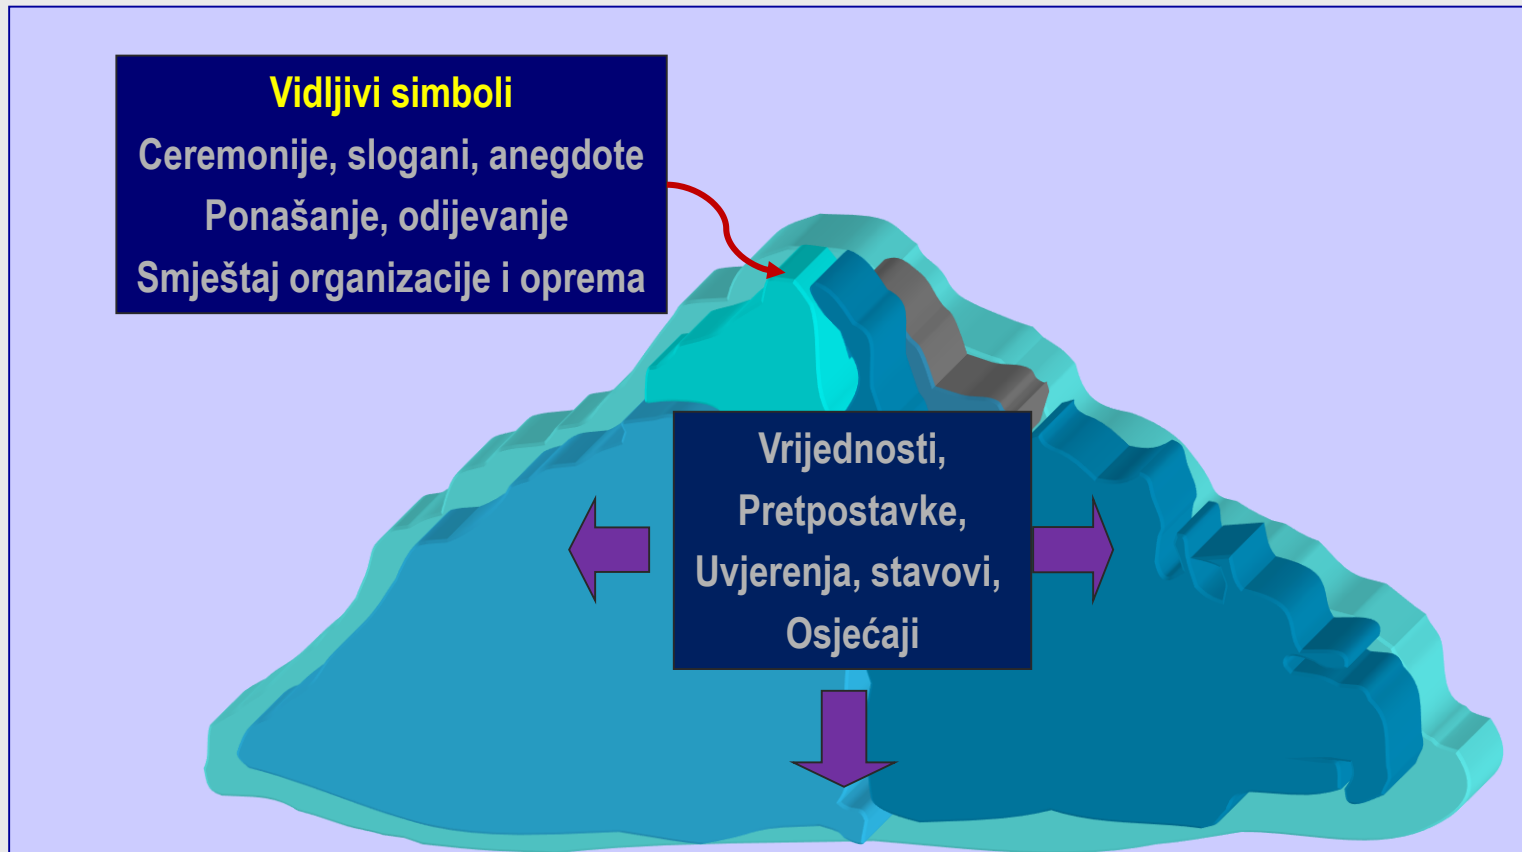 Vidljivi simboli
Ceremonije, slogani, anegdote
Ponašanje, odijevanje
Smještaj organizacije i oprema
Vrijednosti,
Pretpostavke,
Uvjerenja, stavovi,
Osjećaji